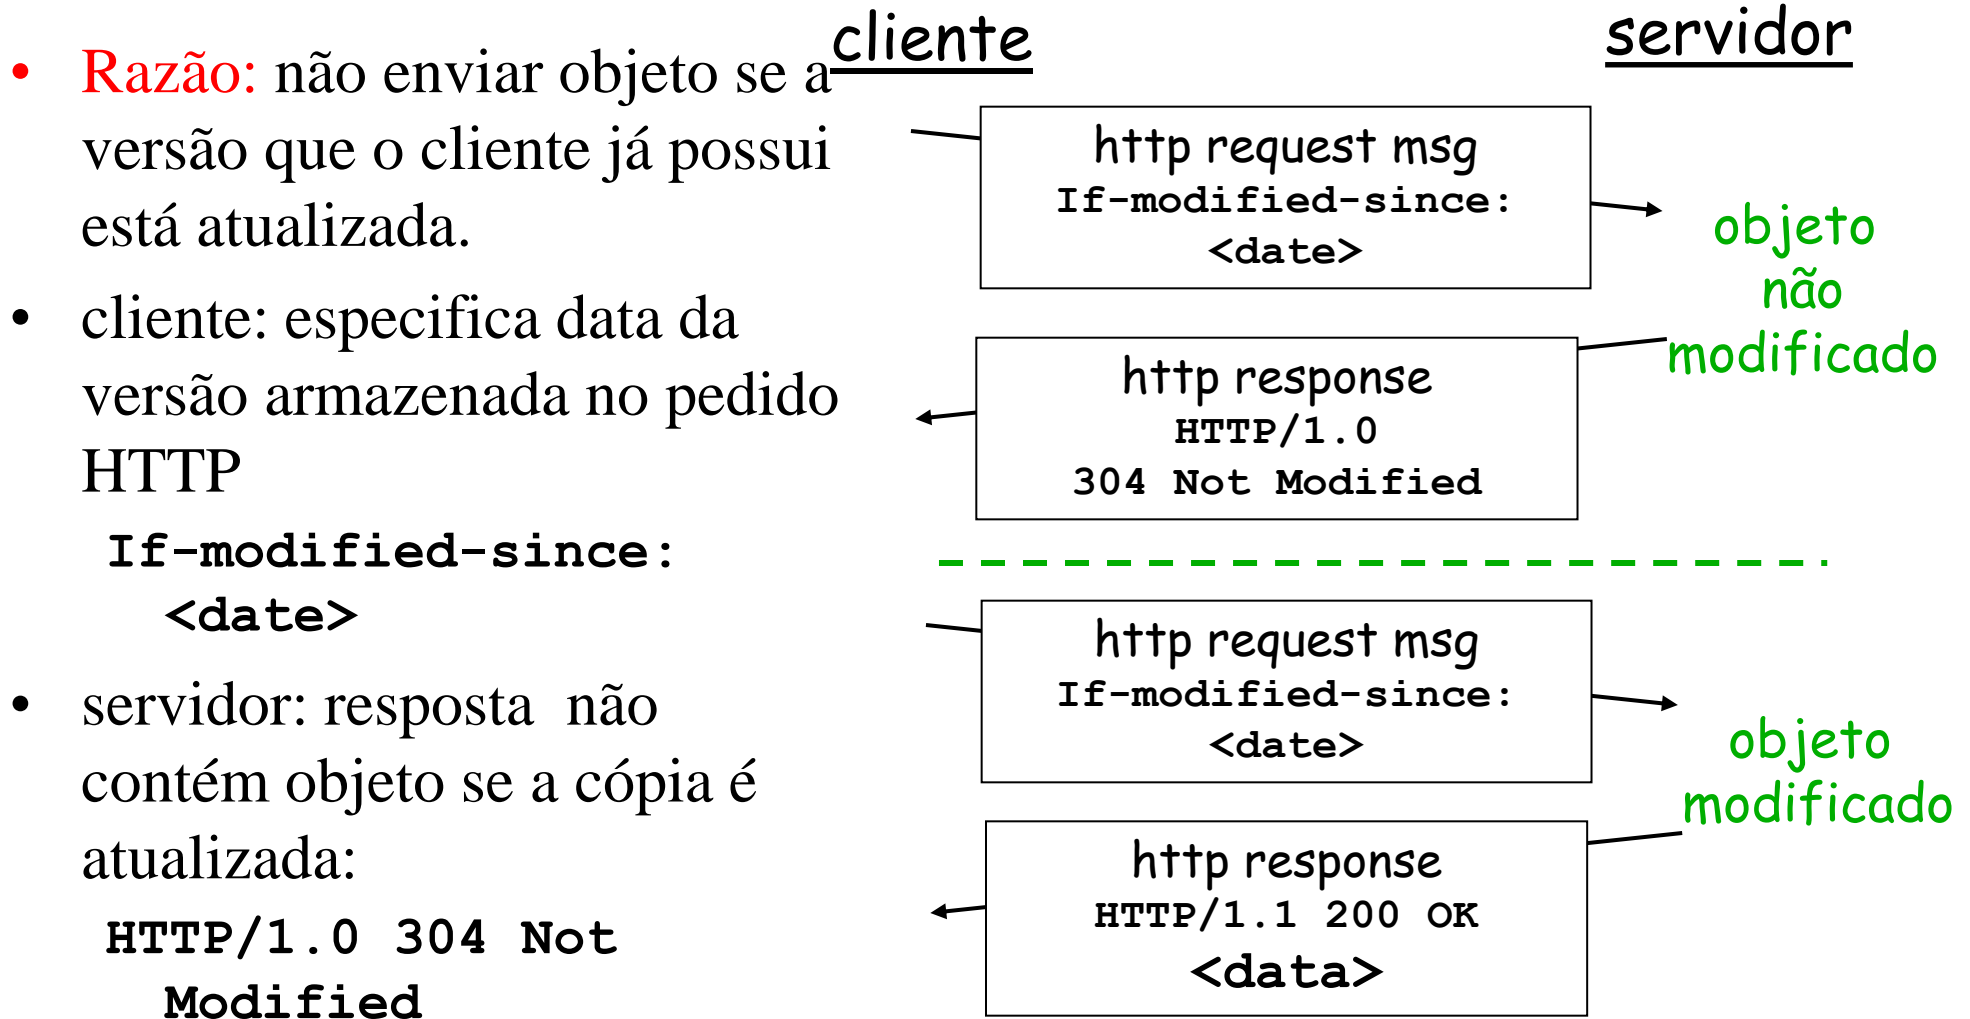 • Razão: não enviar objeto se a
versão que o cliente já possui
está atualizada.
• cliente: especifica data da
versão armazenada no pedido
HTTP
If-modified-since:
<date>
• servidor: resposta  não
contém objeto se a cópia é
atualizada:
HTTP/1.0 304 Not
Modified
cliente
servidor
http request msg
If-modified-since:
<date>
objeto
não
modificado
http response
HTTP/1.0
304 Not Modified
http request msg
If-modified-since:
<date>
objeto
modificado
http response
HTTP/1.1 200 OK
<data>